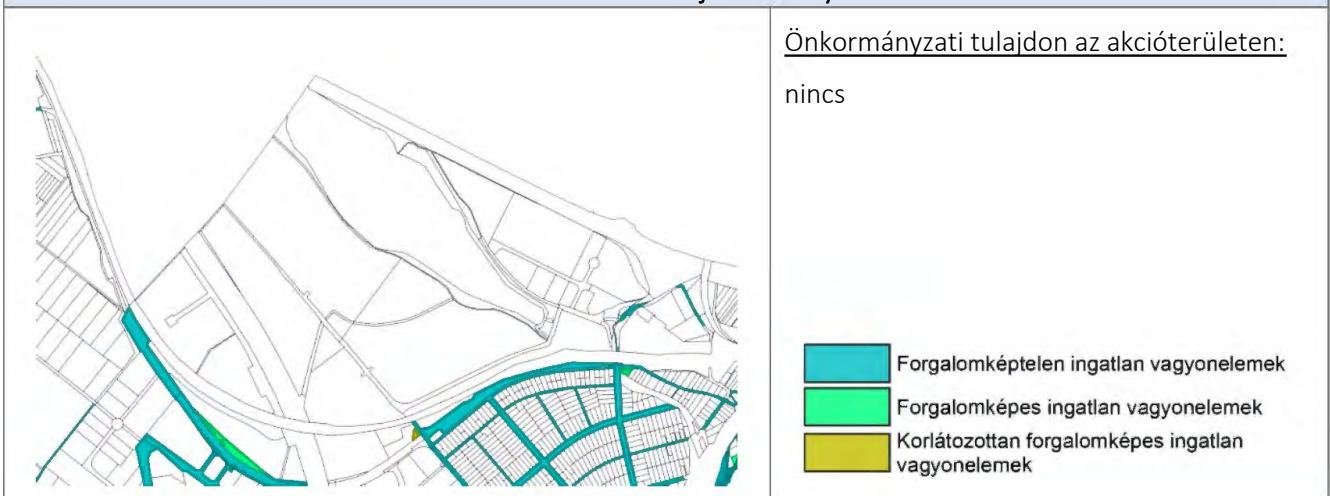 Önkormányzati tulajdon az akcióterületen:
nincs
Forgalomképtelen ingatlan vagyonelemek
Forgalomképes ingatlan vagyonelemek
Korlátozottan forgalomképes ingatlan
vagyonelemek